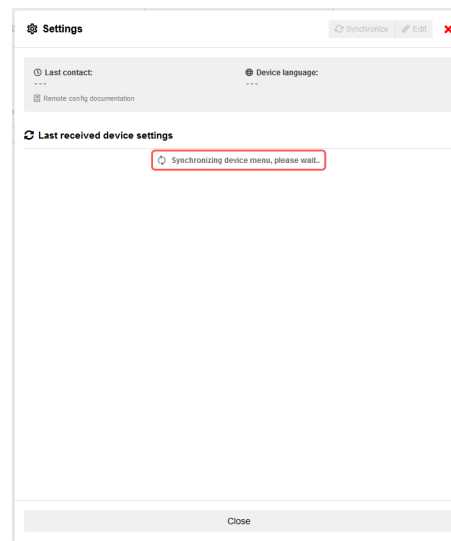 Settings
Synchronize
Edit
Last contact:
Device language:
---
---
Remote config documentation
Last received device settings
Synchronizing device menu, please wait..
Close